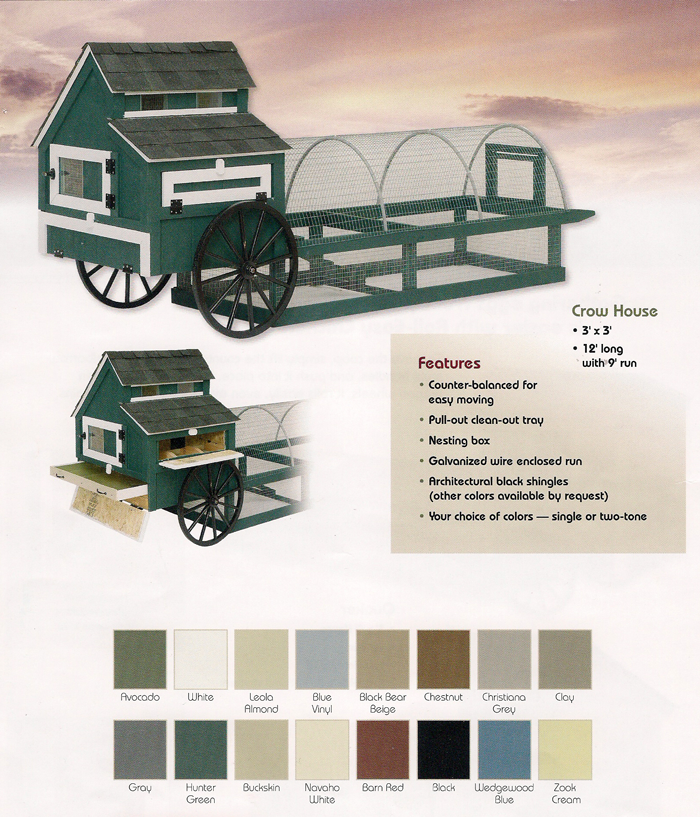 Crow House
• 3' x 3'
• 12' long
with 9' run
Features
• Counter-balanced for
easy moving
• Pull-out clean-out tray
• Nesting box
• Galvanized wire enclosed run
• Architectural black shingles
(other colors available by request)
• Your choice of colors — single or two-tone
Avocado White Leola Blue Black Bear Chestnut Christiana Clay
Almond Vinyl Beige Grey
Gray Hunter Buckskin Navaho Barn Red Black Wedgewood Zook
Green White Blue Cream